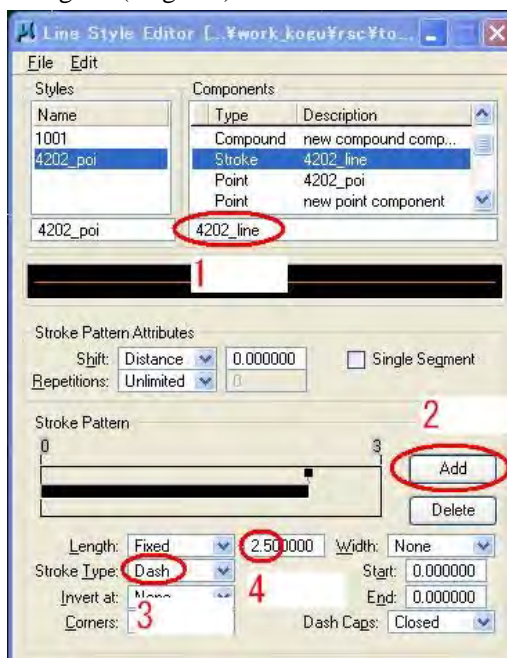 Line Style Editor [...¥work_kogu¥rsc¥to...
File Edit
Styles Components
Name Type Description
1001 Compound new compound comp...
4202_poi Stroke 4202_line
Point 4202_poi
Point new point component
4202_poi 4202_line
1
Stroke Pattern Attributes
Shift: Distance 0.000000 Single Segment
Repetitions: Unlimited 0
2
Stroke Pattern
0 3
Add
Delete
Length: Fixed 2.500000 Width: None
Stroke Type: Dash Start: 0.000000
4
Invert at: None End: 0.000000
3
Corners: Dash Caps: Closed